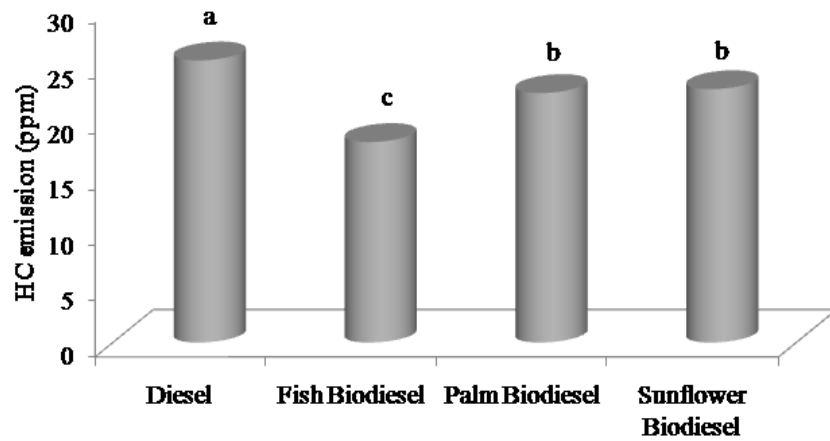 HC emission (ppm)
30
25
20
15
10
5
0
a
c
b
b
Diesel
Fish Biodiesel
Palm Biodiesel
Sunflower
Biodiesel